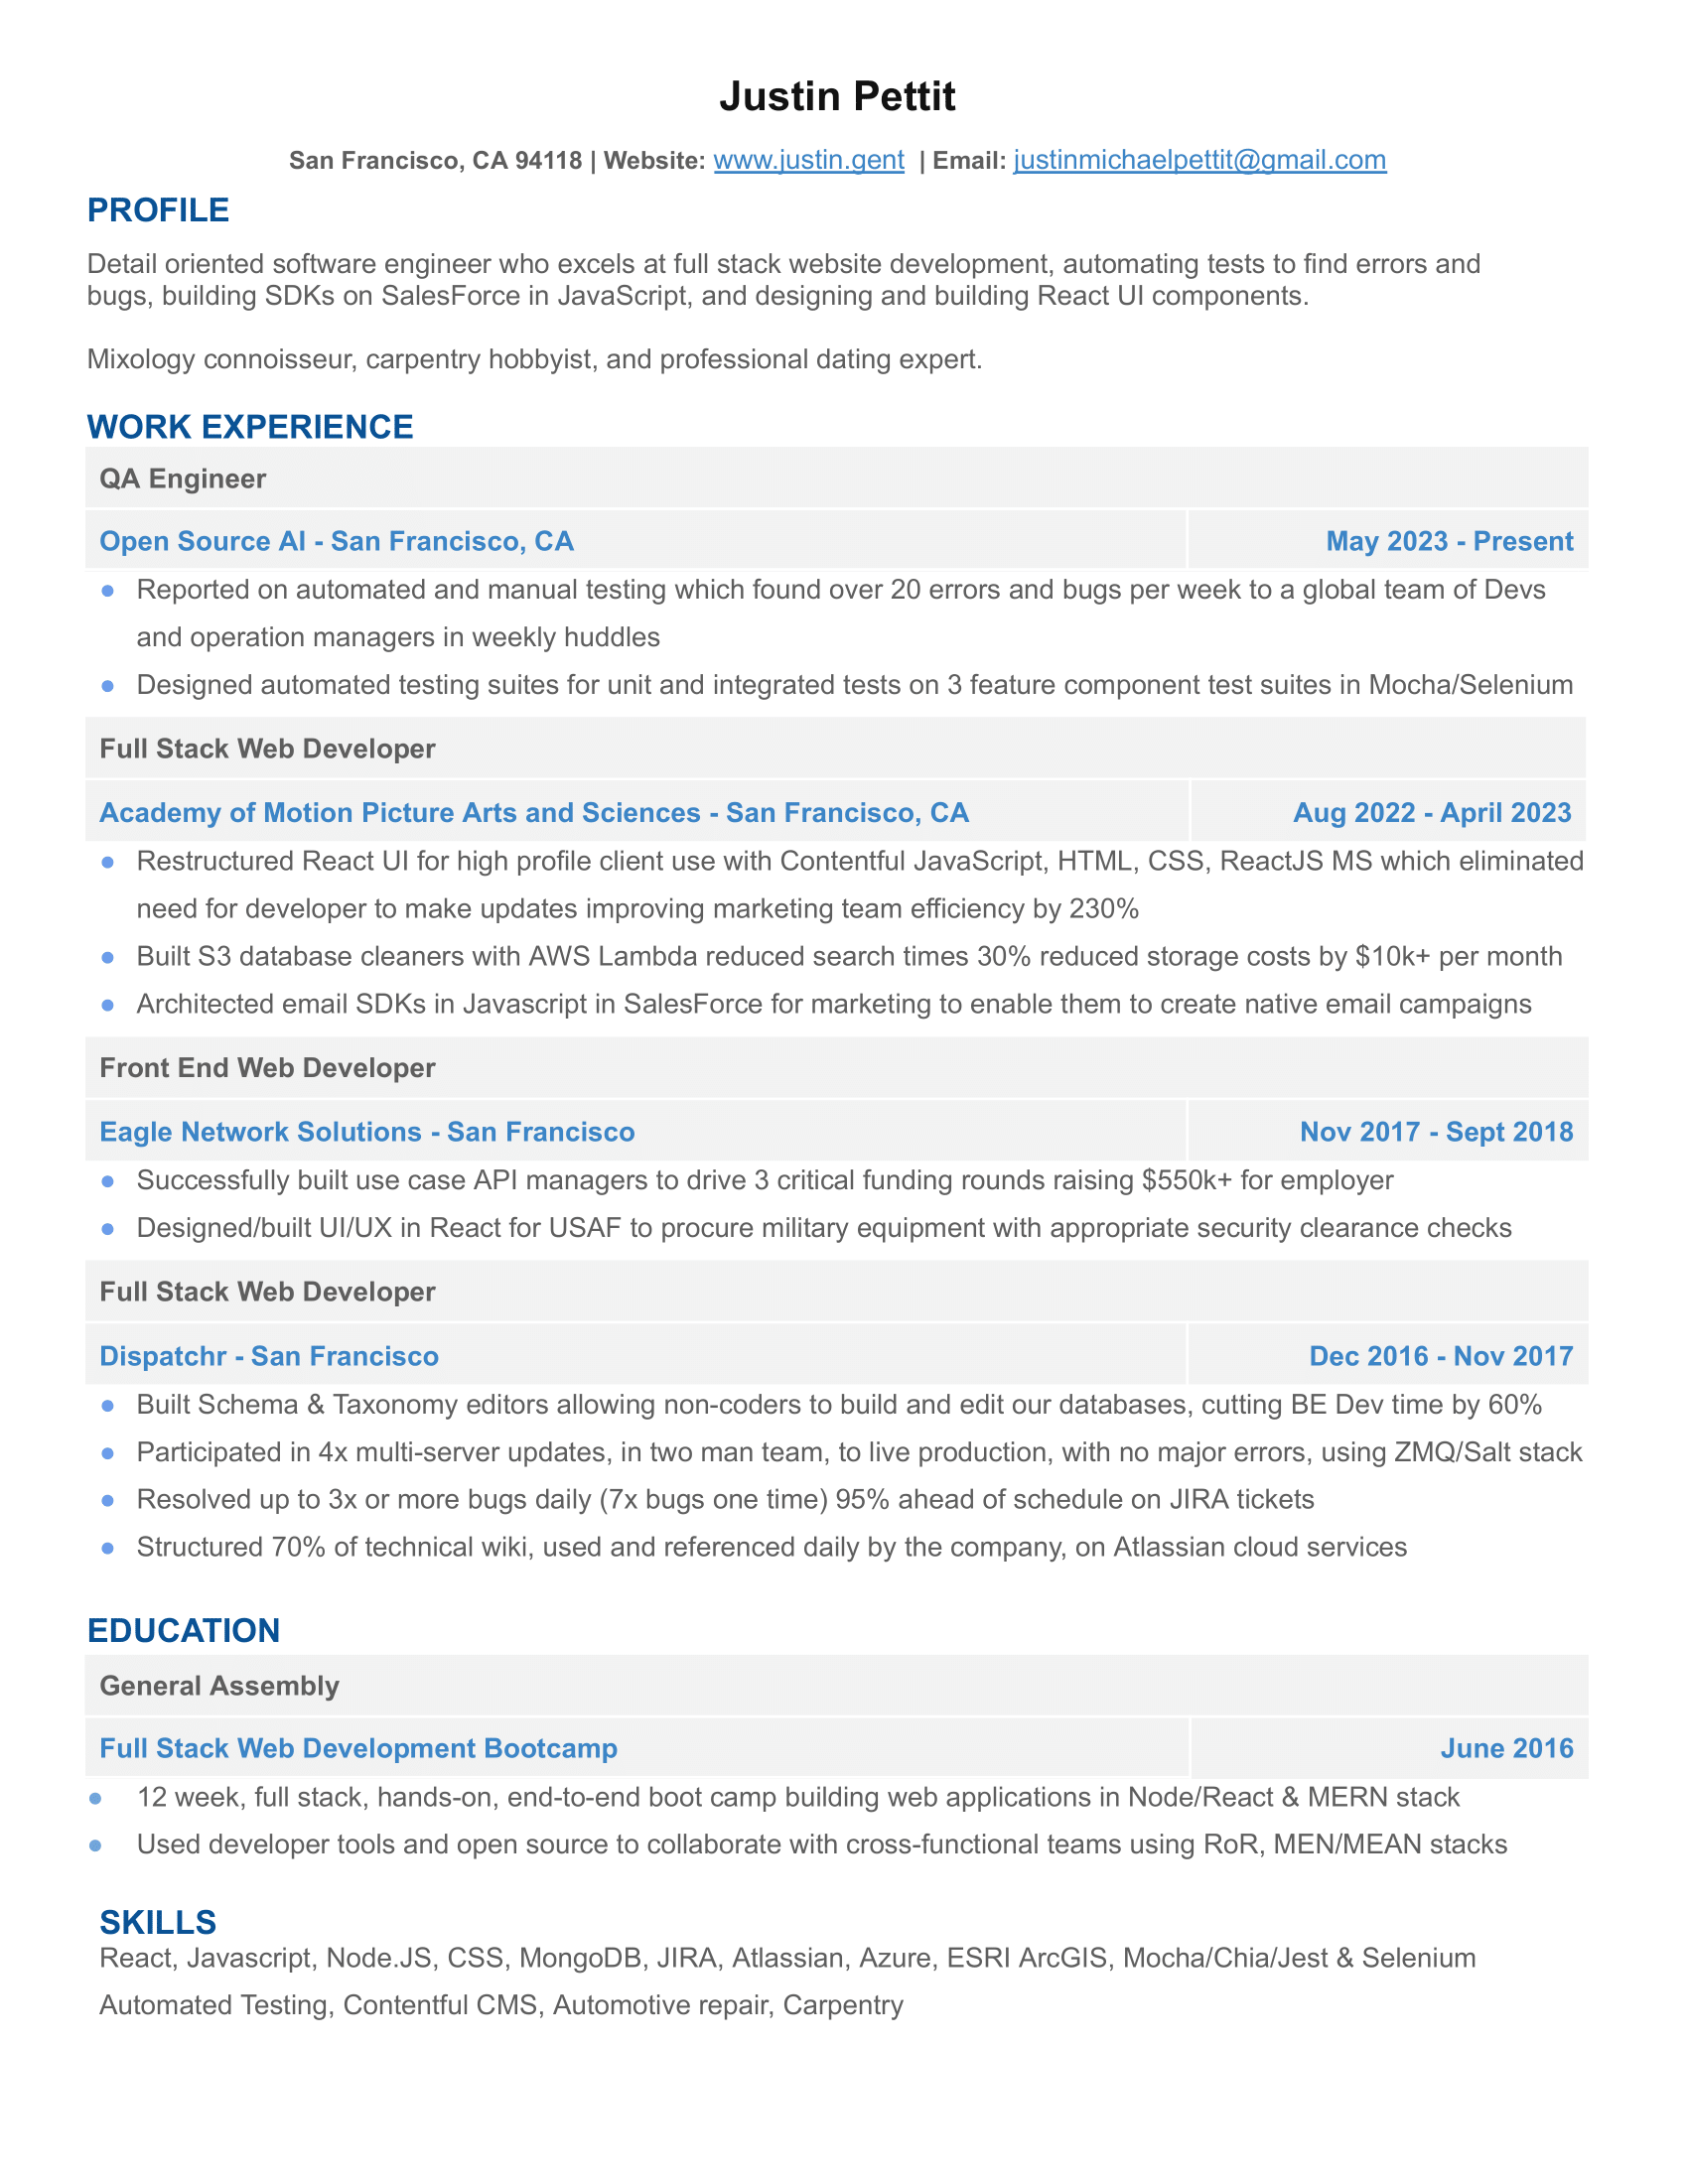 Justin Pettit
San Francisco, CA 94118 | Website: www.justin.gent | Email: justinmichaelpettit@gmail.com
PROFILE
Detail oriented software engineer who excels at full stack website development, automating tests to find errors and
bugs, building SDKs on SalesForce in JavaScript, and designing and building React UI components.
Mixology connoisseur, carpentry hobbyist, and professional dating expert.
WORK EXPERIENCE
QA Engineer
Open Source AI - San Francisco, CA May 2023 - Present
● Reported on automated and manual testing which found over 20 errors and bugs per week to a global team of Devs
and operation managers in weekly huddles
● Designed automated testing suites for unit and integrated tests on 3 feature component test suites in Mocha/Selenium
Full Stack Web Developer
Academy of Motion Picture Arts and Sciences - San Francisco, CA Aug 2022 - April 2023
● Restructured React UI for high profile client use with Contentful JavaScript, HTML, CSS, ReactJS MS which eliminated
need for developer to make updates improving marketing team efficiency by 230%
● Built S3 database cleaners with AWS Lambda reduced search times 30% reduced storage costs by $10k+ per month
● Architected email SDKs in Javascript in SalesForce for marketing to enable them to create native email campaigns
Front End Web Developer
Eagle Network Solutions - San Francisco Nov 2017 - Sept 2018
● Successfully built use case API managers to drive 3 critical funding rounds raising $550k+ for employer
● Designed/built UI/UX in React for USAF to procure military equipment with appropriate security clearance checks
Full Stack Web Developer
Dispatchr - San Francisco Dec 2016 - Nov 2017
● Built Schema & Taxonomy editors allowing non-coders to build and edit our databases, cutting BE Dev time by 60%
● Participated in 4x multi-server updates, in two man team, to live production, with no major errors, using ZMQ/Salt stack
● Resolved up to 3x or more bugs daily (7x bugs one time) 95% ahead of schedule on JIRA tickets
● Structured 70% of technical wiki, used and referenced daily by the company, on Atlassian cloud services
EDUCATION
General Assembly
Full Stack Web Development Bootcamp June 2016
● 12 week, full stack, hands-on, end-to-end boot camp building web applications in Node/React & MERN stack
● Used developer tools and open source to collaborate with cross-functional teams using RoR, MEN/MEAN stacks
SKILLS
React, Javascript, Node.JS, CSS, MongoDB, JIRA, Atlassian, Azure, ESRI ArcGIS, Mocha/Chia/Jest & Selenium
Automated Testing, Contentful CMS, Automotive repair, Carpentry